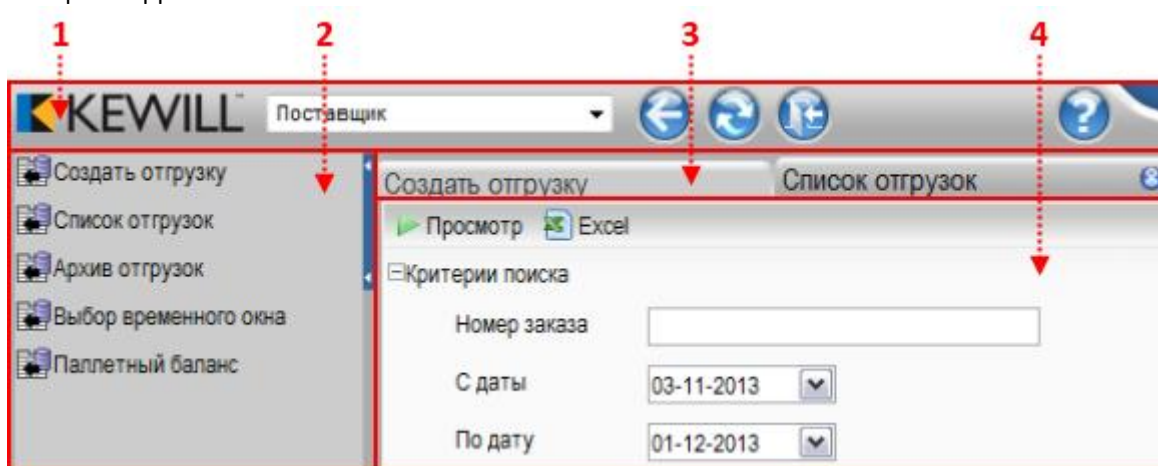 1 2 3 4
KEWILL Поставщик ?
Создать отгрузку
Список отгрузок
Архив отгрузок
Выбор временного окна
Паллетный баланс
Создать отгрузку Список отгрузок
Просмотр Excel
Критерии поиска
Номер заказа
С даты 03-11-2013
По дату 01-12-2013